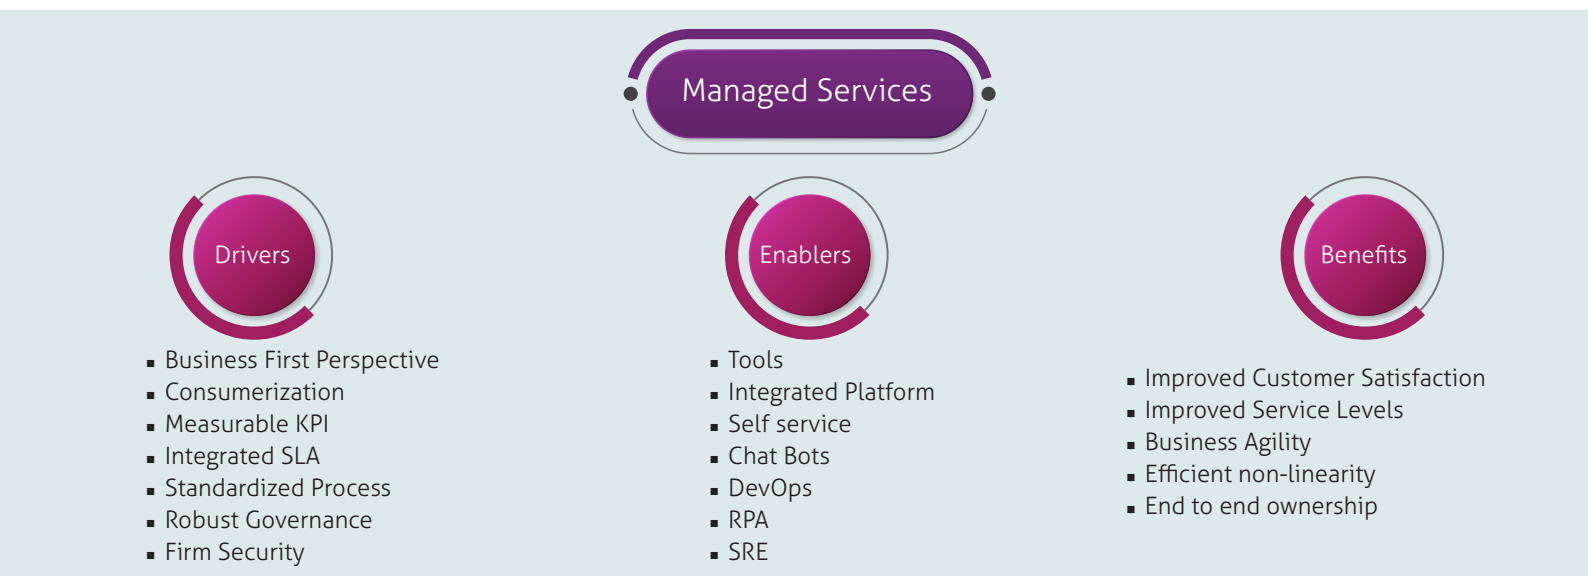 Managed Services
Drivers
▪ Business First Perspective
▪ Consumerization
▪ Measurable KPI
▪ Integrated SLA
▪ Standardized Process
▪ Robust Governance
▪ Firm Security
Enablers
▪ Tools
▪ Integrated Platform
▪ Self service
▪ Chat Bots
▪ DevOps
▪ RPA
▪ SRE
Benefits
▪ Improved Customer Satisfaction
▪ Improved Service Levels
▪ Business Agility
▪ Efficient non-linearity
▪ End to end ownership